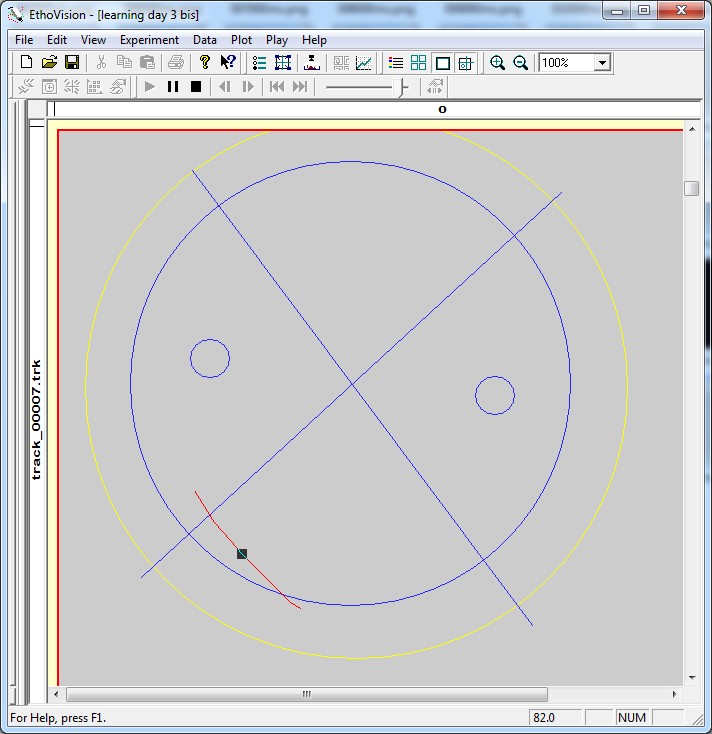 EthoVision - [learning day 3 bis]
File Edit View Experiment Data Plot Play Help
100%
0
track_00007.trk
For Help, press F1.
82.0
NUM